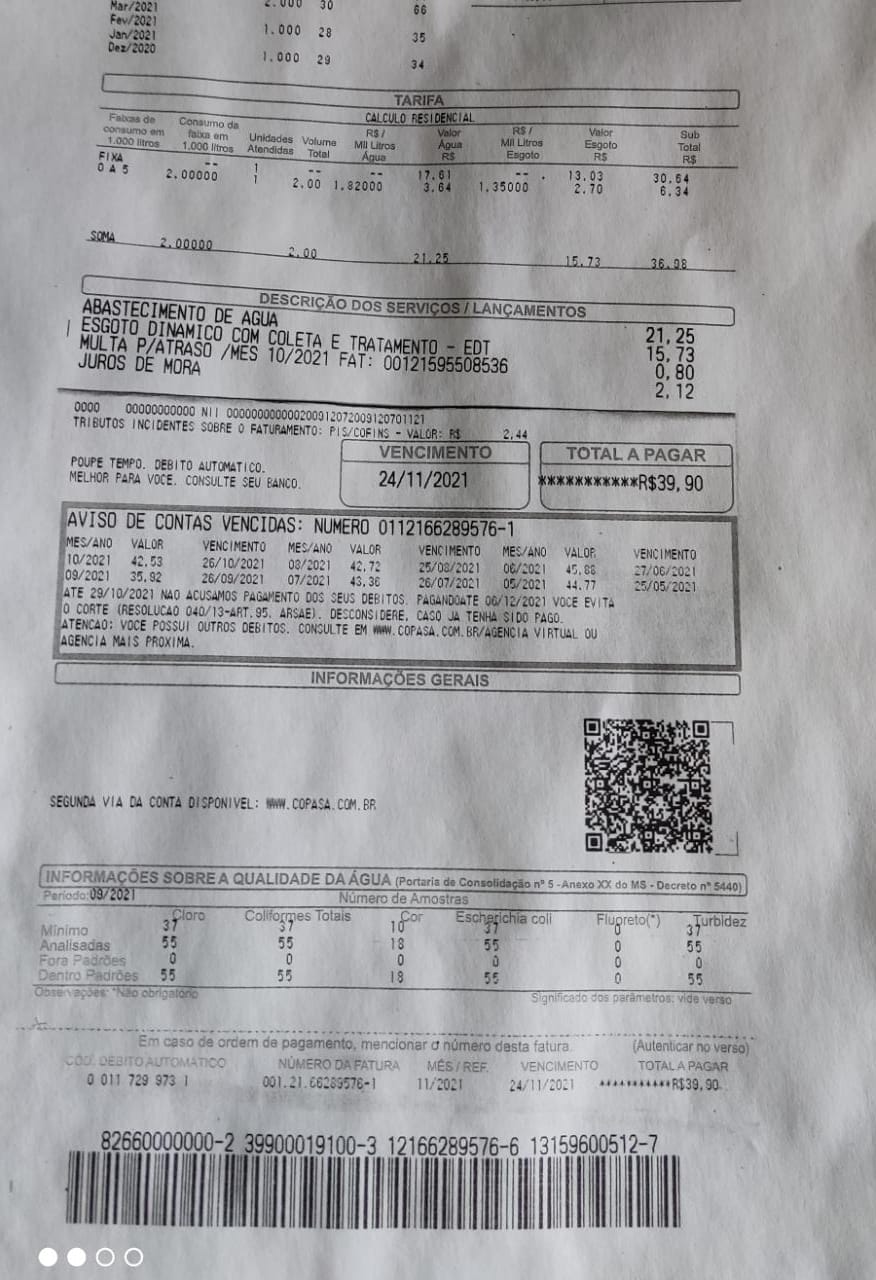 Mar/2021 2.000 30 66
Fev/2021
Jan/2021 1.000 28 35
Dez/2020 1.000 29 34
TARIFA
CALCULO RESIDENCIAL
Faixas de consumo em 1.000 litros Consumo da faixa em 1.000 litros Unidades Atendidas Volume Total R$ / Mil Litros Água Valor Água R$ R$ / Mil Litros Esgoto Valor Esgoto R$ Sub Total R$
FIXA -- 1 -- -- 17.61 -- 13.03 30.64
0 A 5 2.00000 1 2.00 1.82000 3.64 1.35000 2.70 6.34
SOMA 2.00000 2.00 21.25 15.73 36.98
DESCRIÇÃO DOS SERVIÇOS / LANÇAMENTOS
ABASTECIMENTO DE AGUA 21,25
ESGOTO DINAMICO COM COLETA E TRATAMENTO - EDT 15,73
MULTA P/ATRASO /MES 10/2021 FAT: 00121595508536 0,80
JUROS DE MORA 2,12
TRIBUTOS INCIDENTES SOBRE O FATURAMENTO: PIS/COFINS - VALOR: R$ 2,44
VENCIMENTO TOTAL A PAGAR
POUPE TEMPO. DEBITO AUTOMATICO.
MELHOR PARA VOCE. CONSULTE SEU BANCO.
24/11/2021 ***********R$39,90
AVISO DE CONTAS VENCIDAS: NUMERO 0112166289576-1
MES/ANO VALOR VENCIMENTO MES/ANO VALOR VENCIMENTO MES/ANO VALOR VENCIMENTO
10/2021 42,53 26/10/2021 08/2021 42,72 25/08/2021 06/2021 45,88 27/06/2021
09/2021 35,92 26/09/2021 07/2021 43,36 26/07/2021 05/2021 44,77 25/05/2021
ATE 29/10/2021 NAO ACUSAMOS PAGAMENTO DOS SEUS DEBITOS. PAGANDOATE 06/12/2021 VOCE EVITA
O CORTE (RESOLUCAO 040/13-ART.95. ARSAE). DESCONSIDERE, CASO JA TENHA SIDO PAGO.
ATENCAO: VOCE POSSUI OUTROS DEBITOS. CONSULTE EM WWW.COPASA.COM.BR/AGENCIA VIRTUAL OU
AGENCIA MAIS PROXIMA.
INFORMAÇÕES GERAIS
SEGUNDA VIA DA CONTA DISPONIVEL: WWW.COPASA.COM.BR
INFORMAÇÕES SOBRE A QUALIDADE DA ÁGUA (Portaria de Consolidação nº 5 -Anexo XX do MS - Decreto nº 5440)
Período:09/2021 Número de Amostras
Cloro Coliformes Totais Cor Escherichia coli Fluoreto(*) Turbidez
Mínimo 37 37 10 37 0 37
Analisadas 55 55 18 55 0 55
Fora Padrões 0 0 0 0 0 0
Dentro Padrões 55 55 18 55 0 55
Observações: *Não obrigatório Significado dos parâmetros: vide verso
Em caso de ordem de pagamento, mencionar o número desta fatura. (Autenticar no verso)
CÓD. DEBITO AUTOMATICO NÚMERO DA FATURA MÊS / REF. VENCIMENTO TOTAL A PAGAR
0 011 729 973 1 001.21.66289576-1 11/2021 24/11/2021 ***********R$39,90
82660000000-2 39900019100-3 12166289576-6 13159600512-7